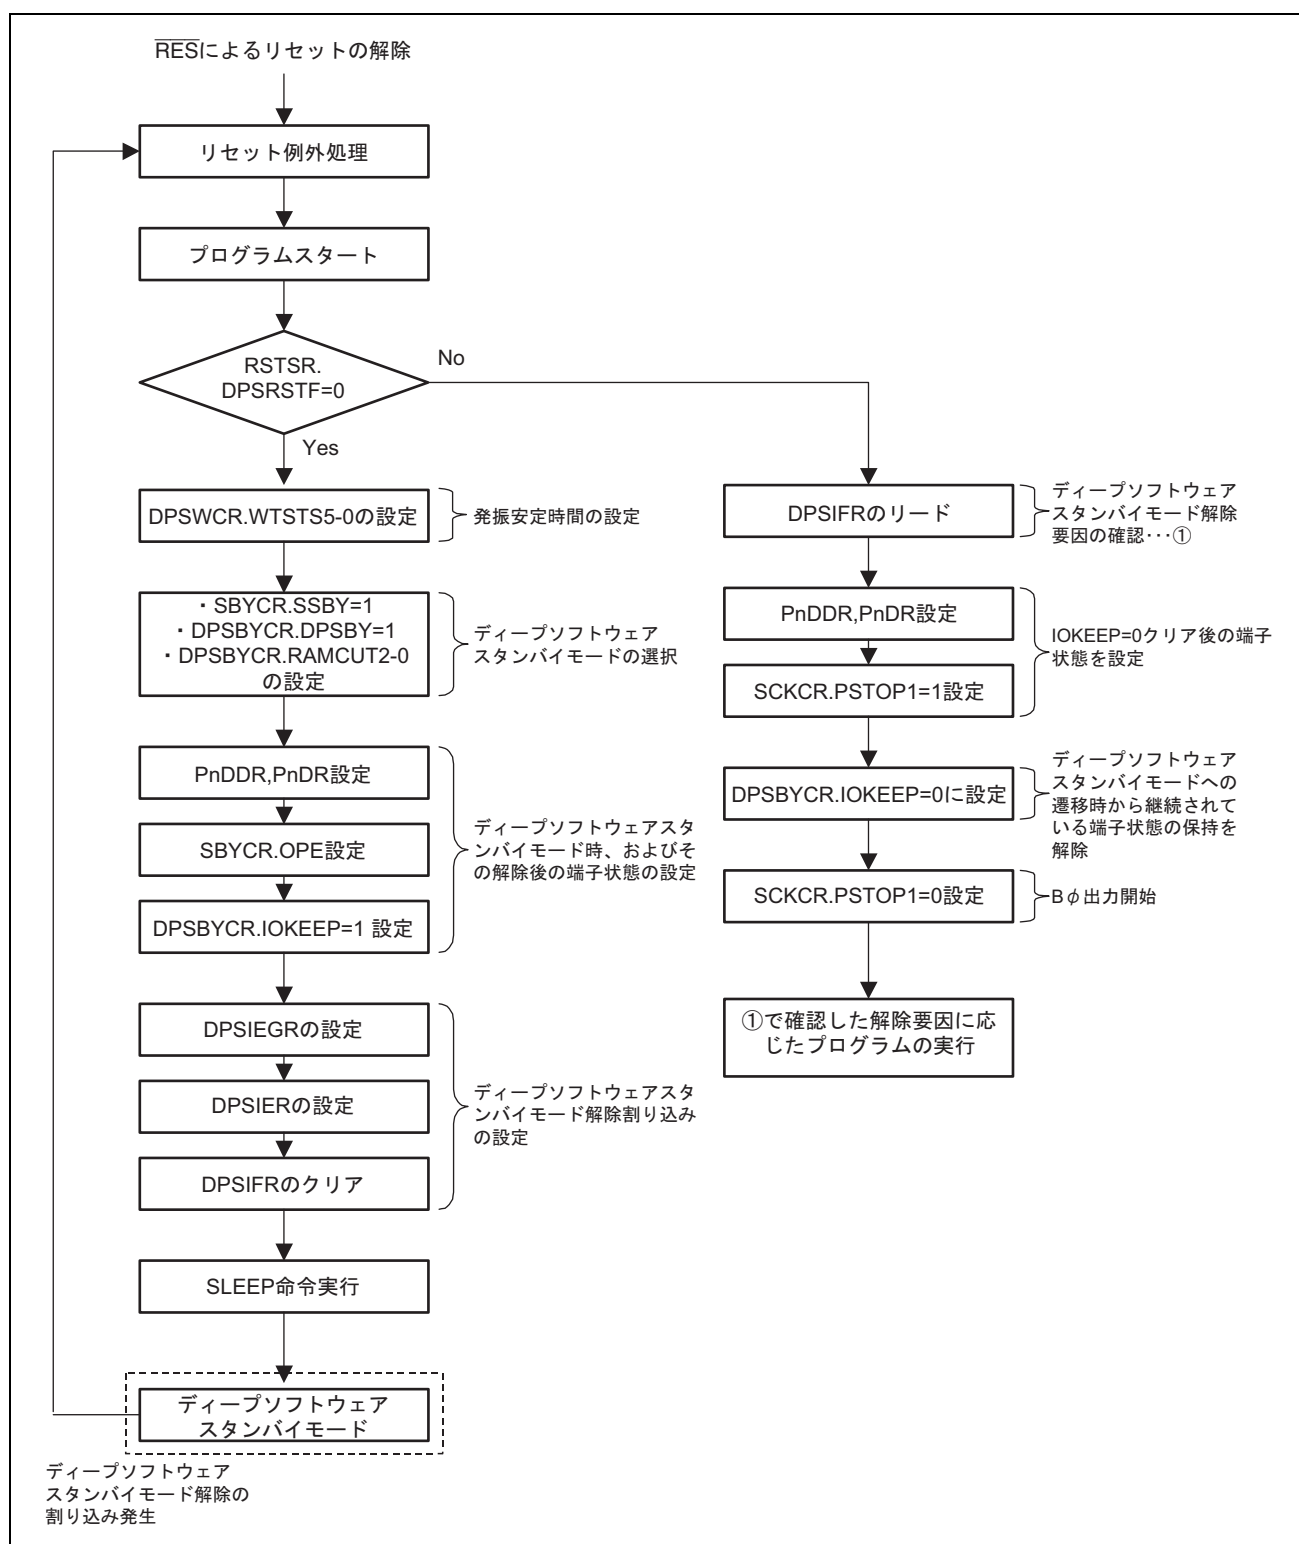 RESによるリセットの解除
リセット例外処理
プログラムスタート
RSTSR.
DPSRSTF=0
No
Yes
DPSWCR.WTSTS5-0の設定
発振安定時間の設定
・SBYCR.SSBY=1
・DPSBYCR.DPSBY=1
・DPSBYCR.RAMCUT2-0
の設定
ディープソフトウェア
スタンバイモードの選択
PnDDR,PnDR設定
SBYCR.OPE設定
DPSBYCR.IOKEEP=1 設定
ディープソフトウェアスタ
ンバイモード時、およびそ
の解除後の端子状態の設定
DPSIEGRの設定
DPSIERの設定
DPSIFRのクリア
ディープソフトウェアスタ
ンバイモード解除割り込み
の設定
SLEEP命令実行
ディープソフトウェア
スタンバイモード
ディープソフトウェア
スタンバイモード解除の
割り込み発生
DPSIFRのリード
ディープソフトウェア
スタンバイモード解除
要因の確認･･･①
PnDDR,PnDR設定
SCKCR.PSTOP1=1設定
IOKEEP=0クリア後の端子
状態を設定
DPSBYCR.IOKEEP=0に設定
ディープソフトウェア
スタンバイモードへの
遷移時から継続されて
いる端子状態の保持を
解除
SCKCR.PSTOP1=0設定
Bφ出力開始
①で確認した解除要因に応
じたプログラムの実行